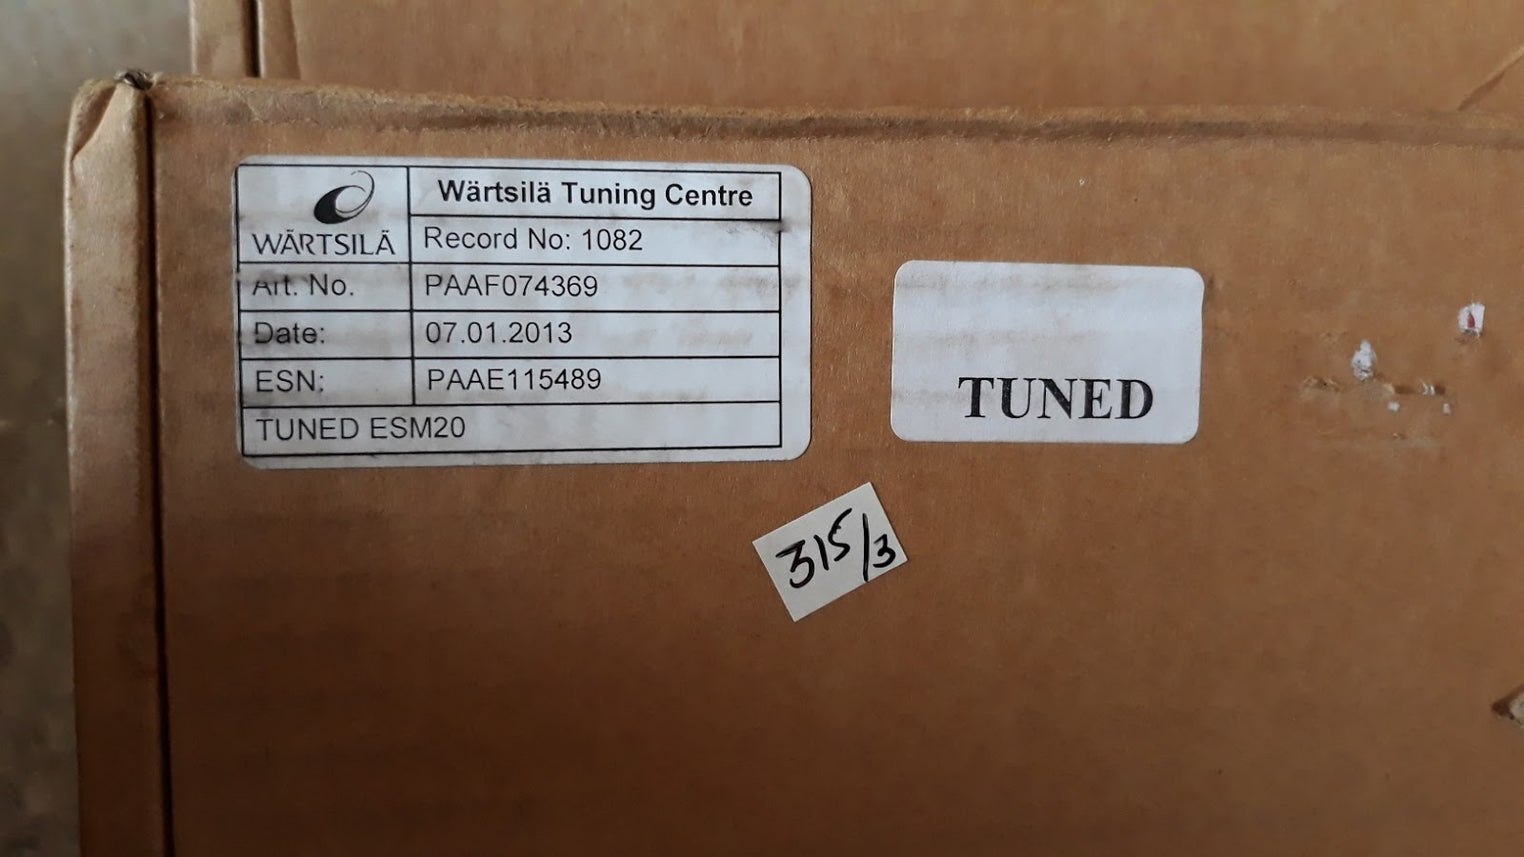 WÄRTSILÄ
Wärtsilä Tuning Centre
Record No: 1082
Art. No. PAAF074369
Date: 07.01.2013
ESN: PAAE115489
TUNED ESM20
TUNED
315/3